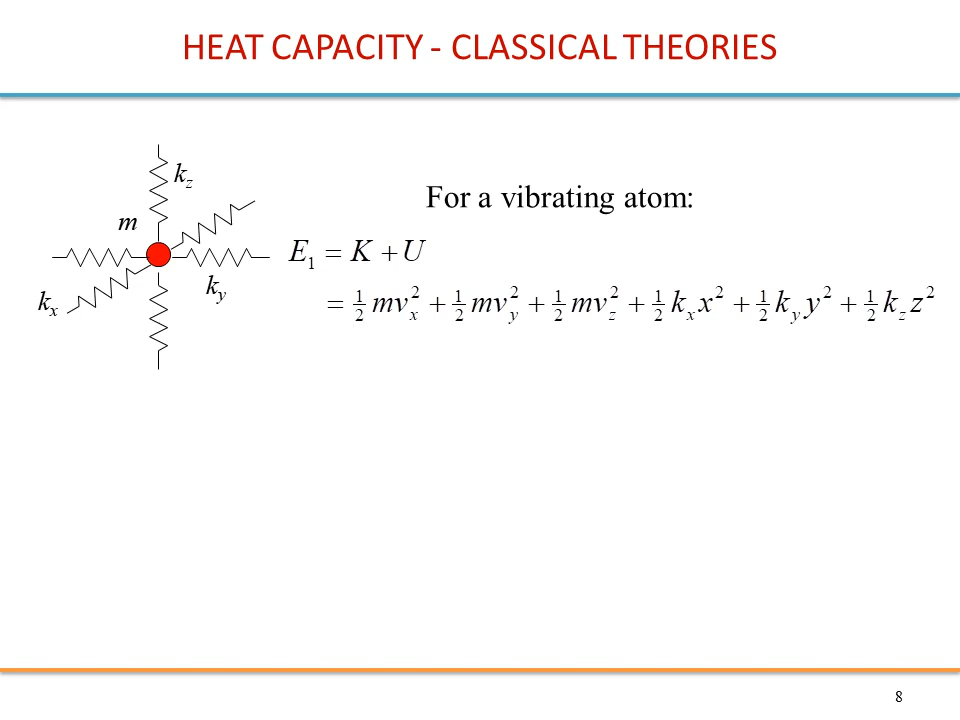 HEAT CAPACITY - CLASSICAL THEORIES
k_z
m
k_y
k_x
For a vibrating atom:
E₁ = K + U
= ½ mv_x² + ½ mv_y² + ½ mv_z² + ½ k_x x² + ½ k_y y² + ½ k_z z²
8